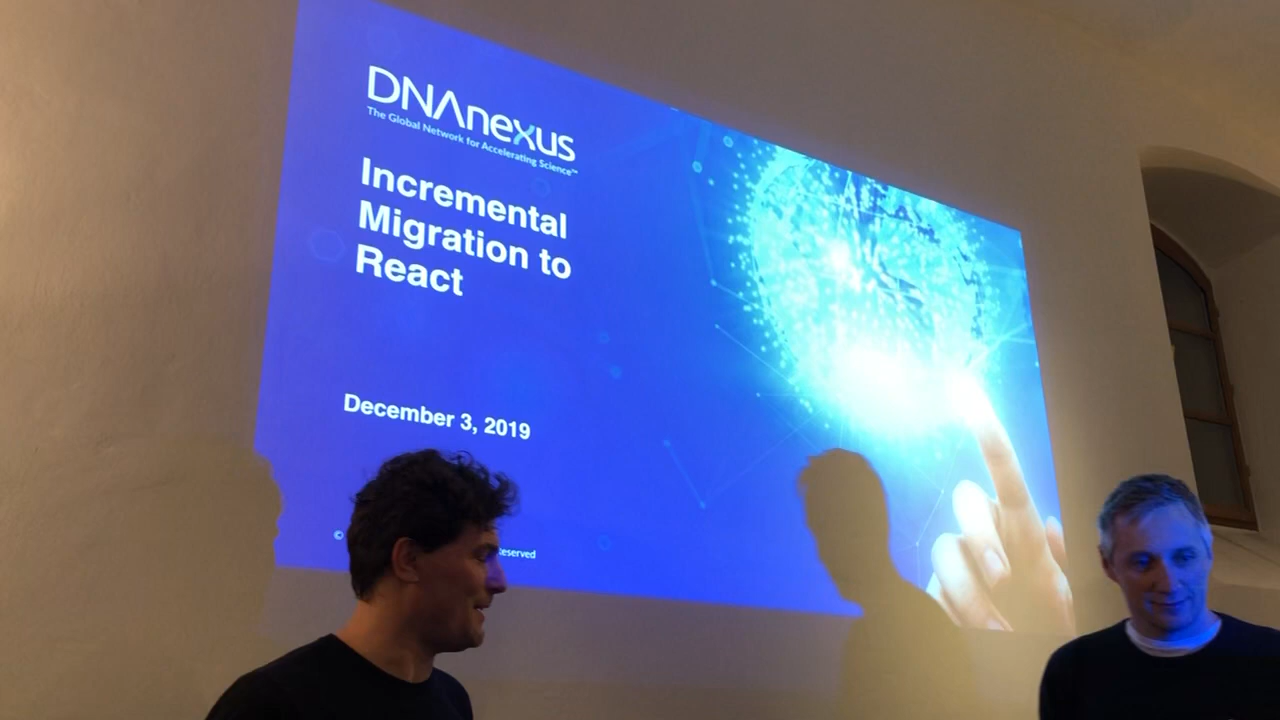 DNAnexus
The Global Network for Accelerating Science™
Incremental
Migration to
React
December 3, 2019
©
Reserved